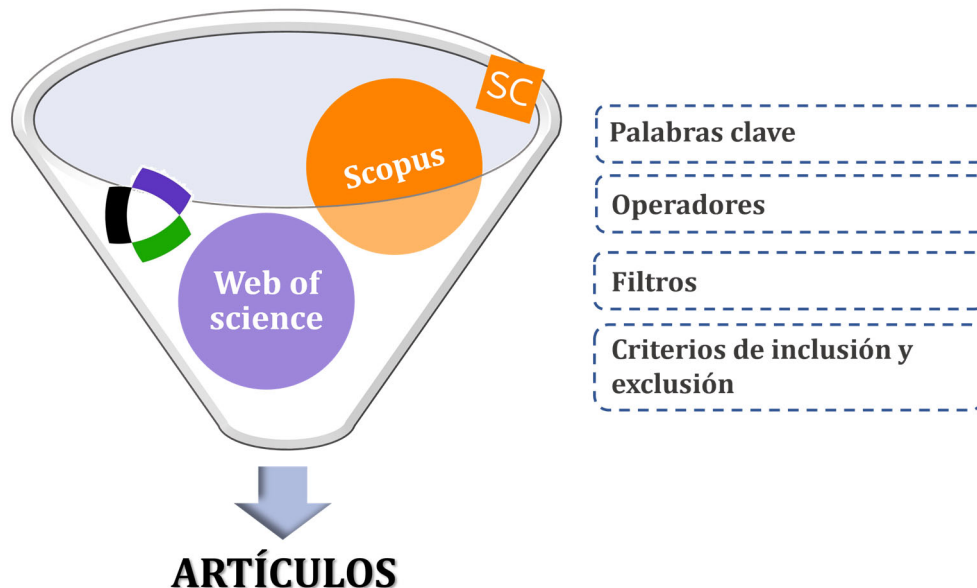 SC
Scopus
Web of
science
Palabras clave
Operadores
Filtros
Criterios de inclusión y
exclusión
ARTÍCULOS